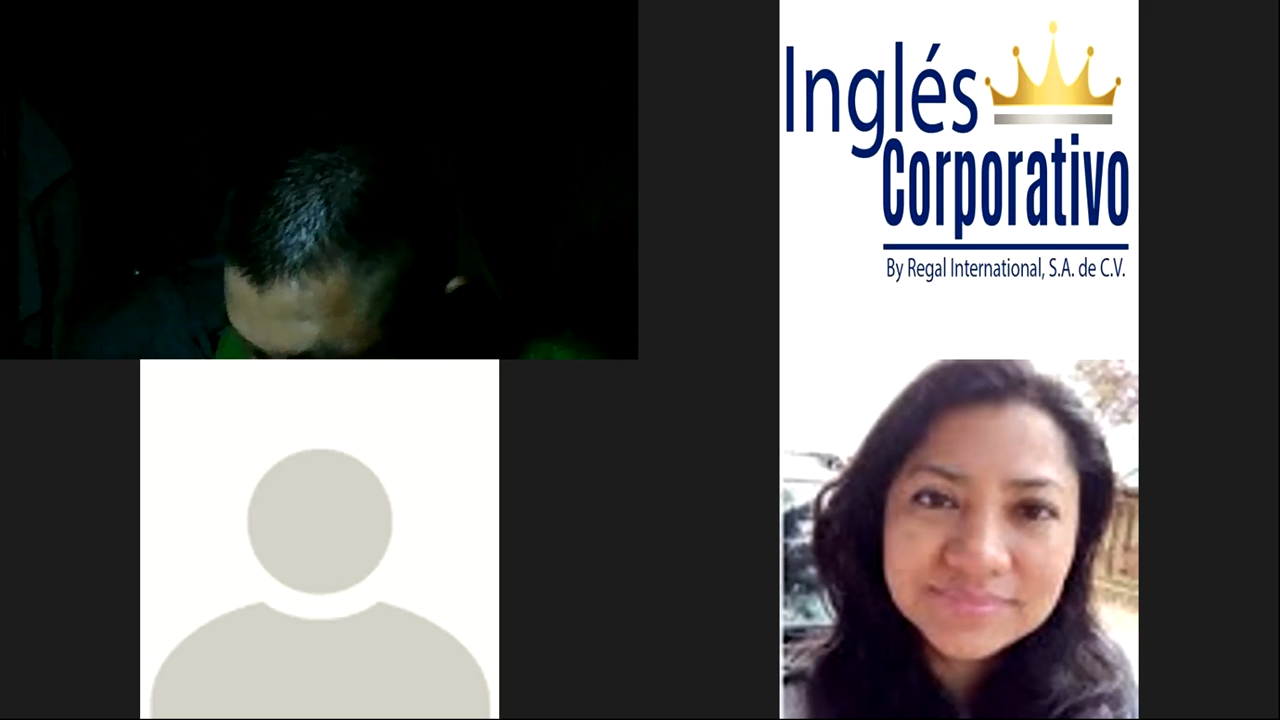 Inglés
Corporativo
By Regal International, S.A. de C.V.